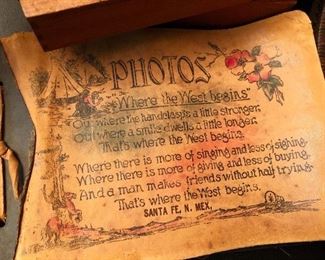 PHOTOS
"Where the West begins"
Out where the handclasp's a little stronger,
Out where a smile dwells a little longer,
That's where the West begins.
Where there is more of singing and less of sighing,
Where there is more of giving and less of buying,
And a man makes friends without half trying.
That's where the West begins.
SANTA FE, N. MEX.